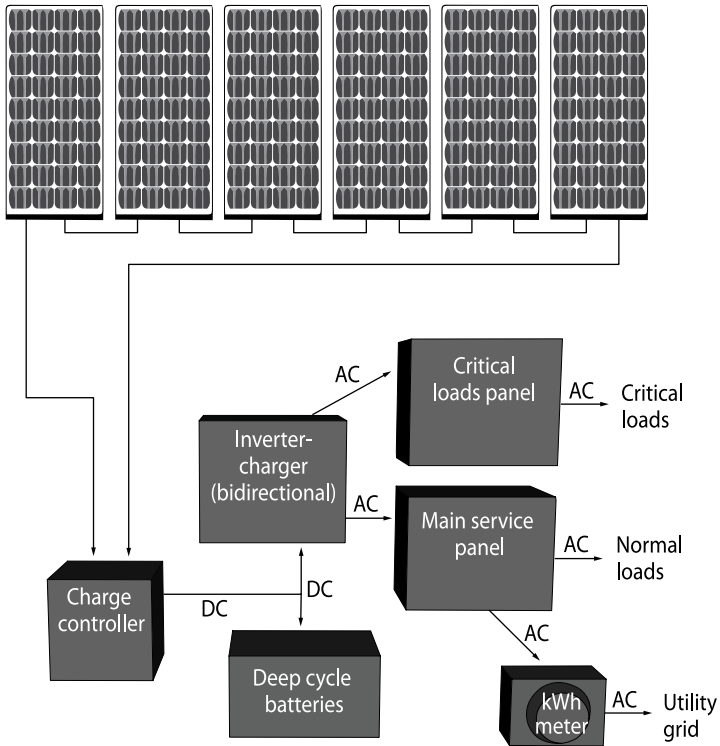 Critical
loads panel
AC
AC
Critical
loads
Inverter-
charger
(bidirectional)
AC
Main service
panel
AC
Normal
loads
Charge
controller
DC
DC
AC
Deep cycle
batteries
kWh
meter
AC
Utility
grid